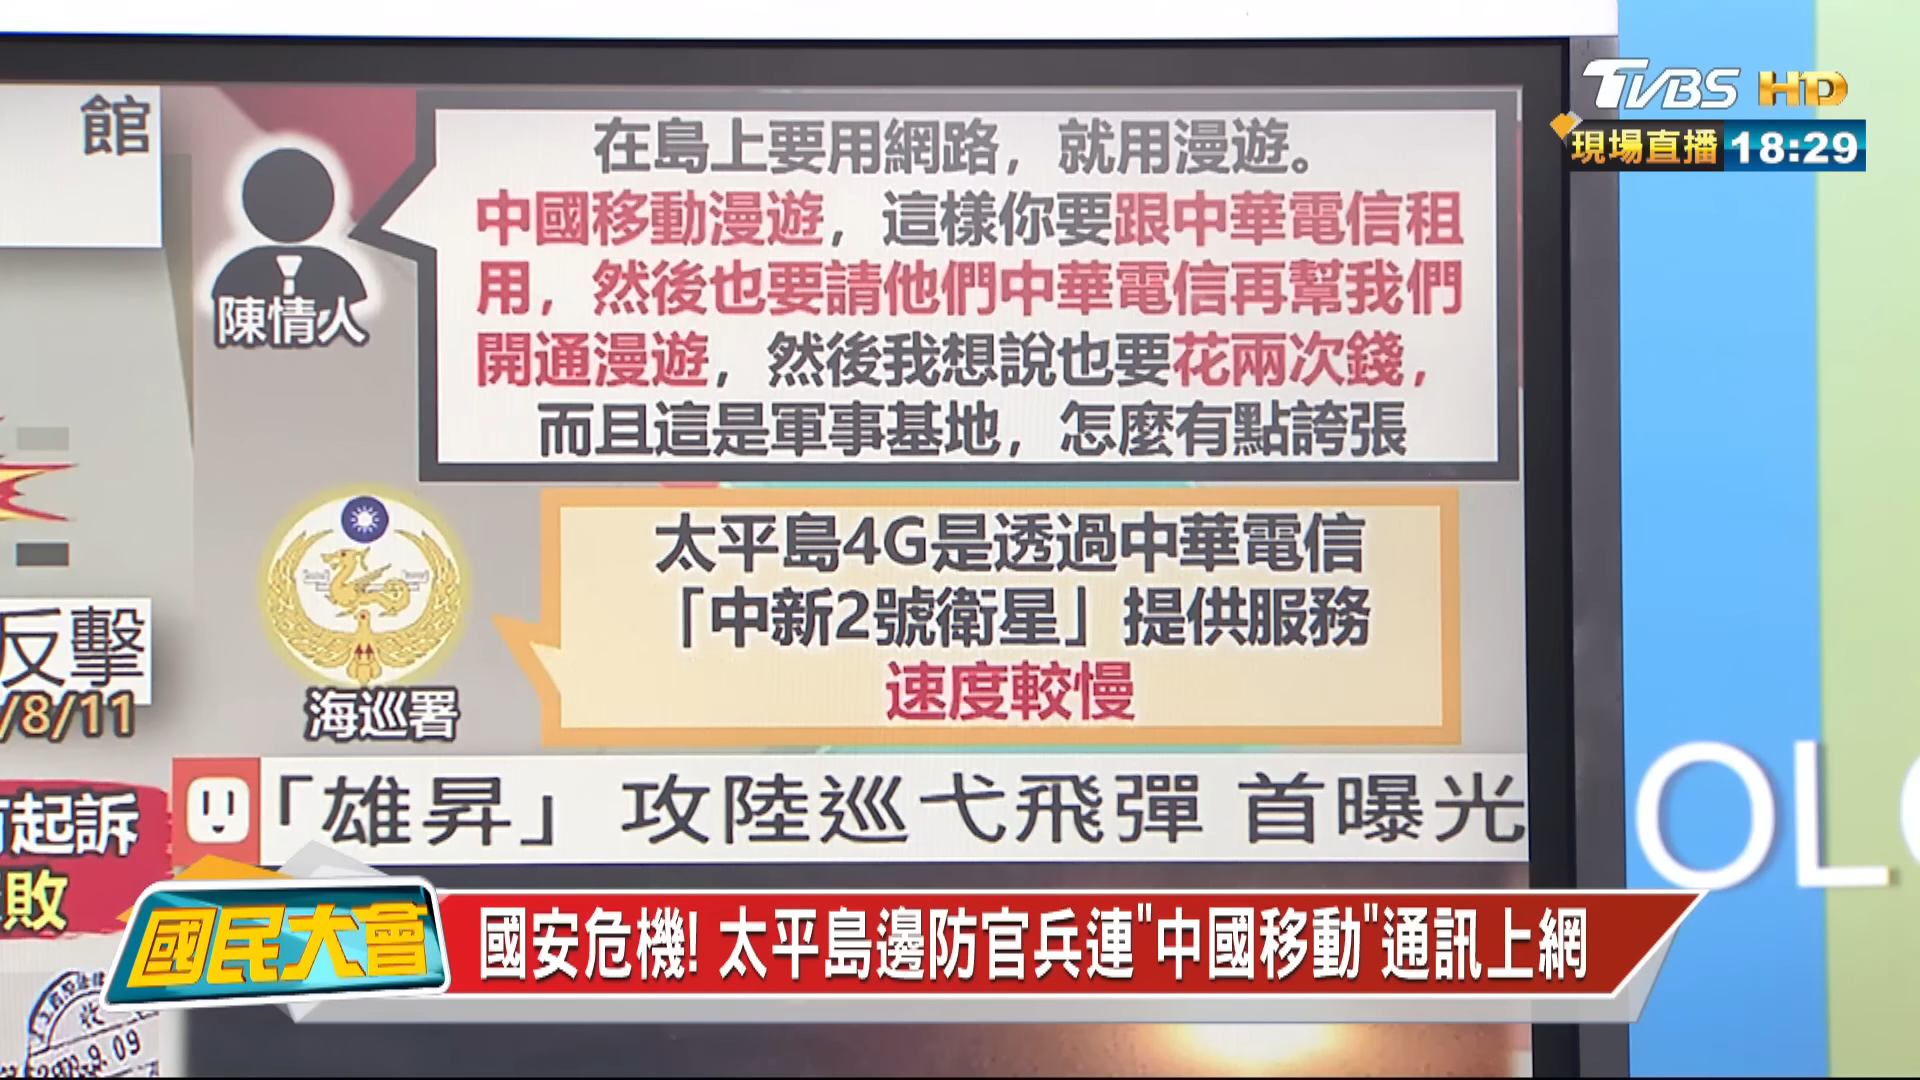 TVBS HD
現場直播 18:29
館
在島上要用網路，就用漫遊。
中國移動漫遊，這樣你要跟中華電信租
用，然後也要請他們中華電信再幫我們
開通漫遊，然後我想說也要花兩次錢，
而且這是軍事基地，怎麼有點誇張
陳情人
太平島4G是透過中華電信
「中新2號衛星」提供服務
速度較慢
海巡署
反擊
/8/11
起訴
敗
「雄昇」攻陸巡弋飛彈 首曝光
OL
國民大會
國安危機! 太平島邊防官兵連"中國移動"通訊上網
收
9.09